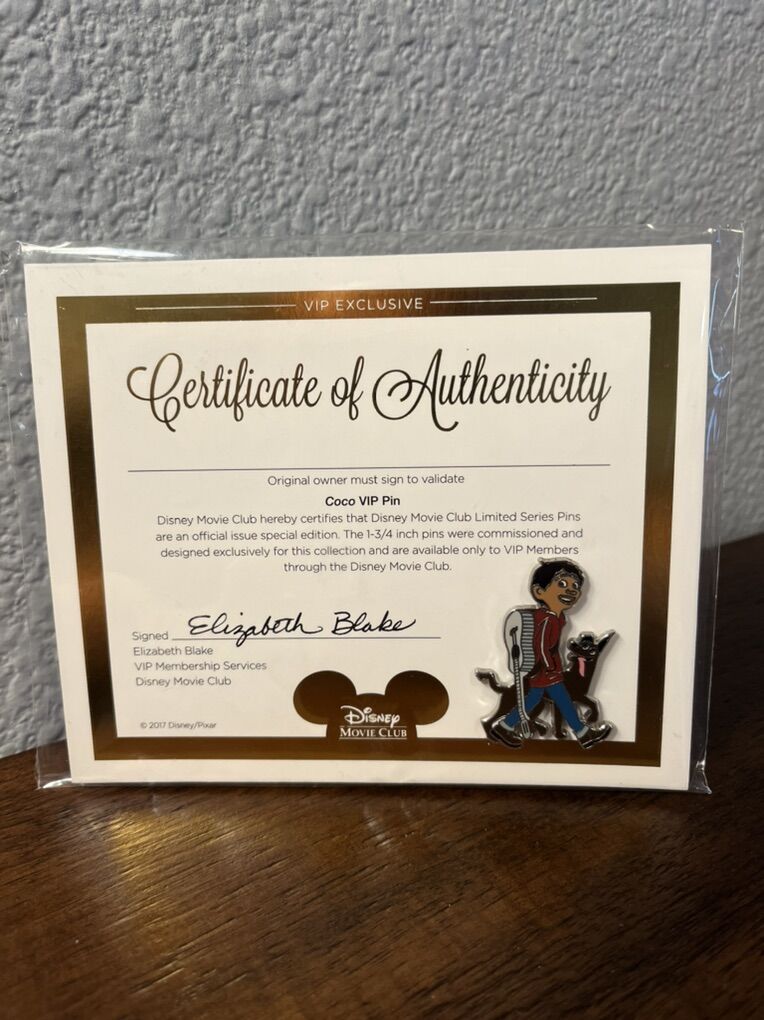 VIP EXCLUSIVE
Certificate of Authenticity
Original owner must sign to validate
Coco VIP Pin
Disney Movie Club hereby certifies that Disney Movie Club Limited Series Pins
are an official issue special edition. The 1-3/4 inch pins were commissioned and
designed exclusively for this collection and are available only to VIP Members
through the Disney Movie Club.
Signed Elizabeth Blake
Elizabeth Blake
VIP Membership Services
Disney Movie Club
© 2017 Disney/Pixar
Disney
MOVIE CLUB